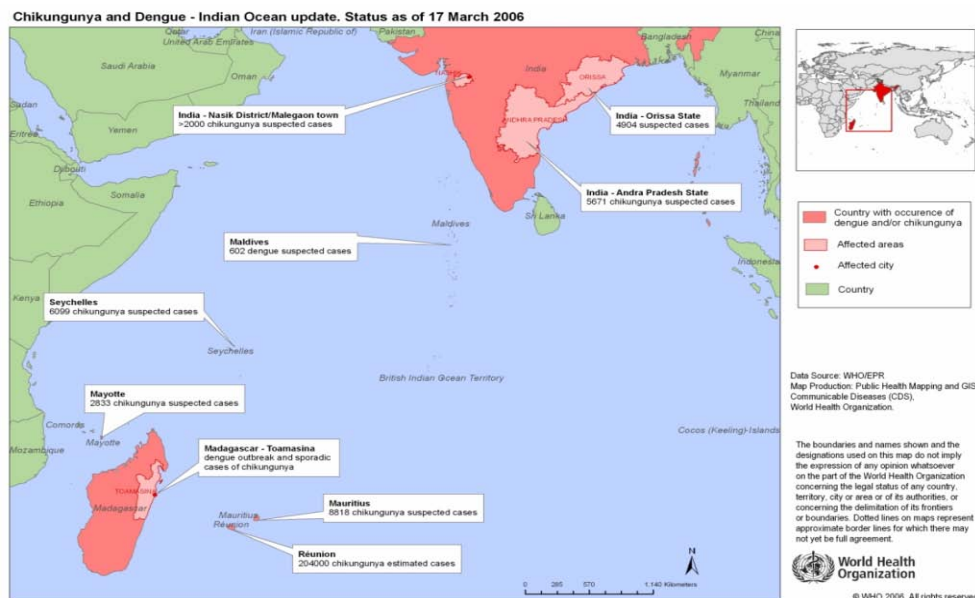 Chikungunya and Dengue - Indian Ocean update. Status as of 17 March 2006
Qatar
Iran (Islamic Republic of)
Pakistan
Bangladesh
China
United Arab Emirates
Saudi Arabia
Oman
India
Myanmar
ORISSA
Sudan
Thailand
India - Nasik District/Malegaon town
>2000 chikungunya suspected cases
India - Orissa State
4904 suspected cases
Eritrea
Yemen
Djibouti
Somalia
Ethiopia
India - Andra Pradesh State
5671 chikungunya suspected cases
Sri Lanka
Maldives
Maldives
602 dengue suspected cases
Indonesia
Kenya
Seychelles
6099 chikungunya suspected cases
Seychelles
British Indian Ocean Territory
Mayotte
2833 chikungunya suspected cases
Comoros
Mayotte
Mozambique
Cocos (Keeling) Islands
Madagascar - Toamasina
dengue outbreak and sporadic
cases of chikungunya
Madagascar
Mauritius
8818 chikungunya suspected cases
Mauritius
Réunion
Réunion
204000 chikungunya estimated cases
N
0 285 570 1,140 Kilometers
Country with occurence of
dengue and/or chikungunya
Affected areas
Affected city
Country
Data Source: WHO/EPR
Map Production: Public Health Mapping and GIS
Communicable Diseases (CDS),
World Health Organization.
The boundaries and names shown and the
designations used on this map do not imply
the expression of any opinion whatsoever
on the part of the World Health Organization
concerning the legal status of any country,
territory, city or area or of its authorities, or
concerning the delimitation of its frontiers
or boundaries. Dotted lines on maps represent
approximate border lines for which there may
not yet be full agreement.
World Health
Organization
© WHO 2006. All rights reserved